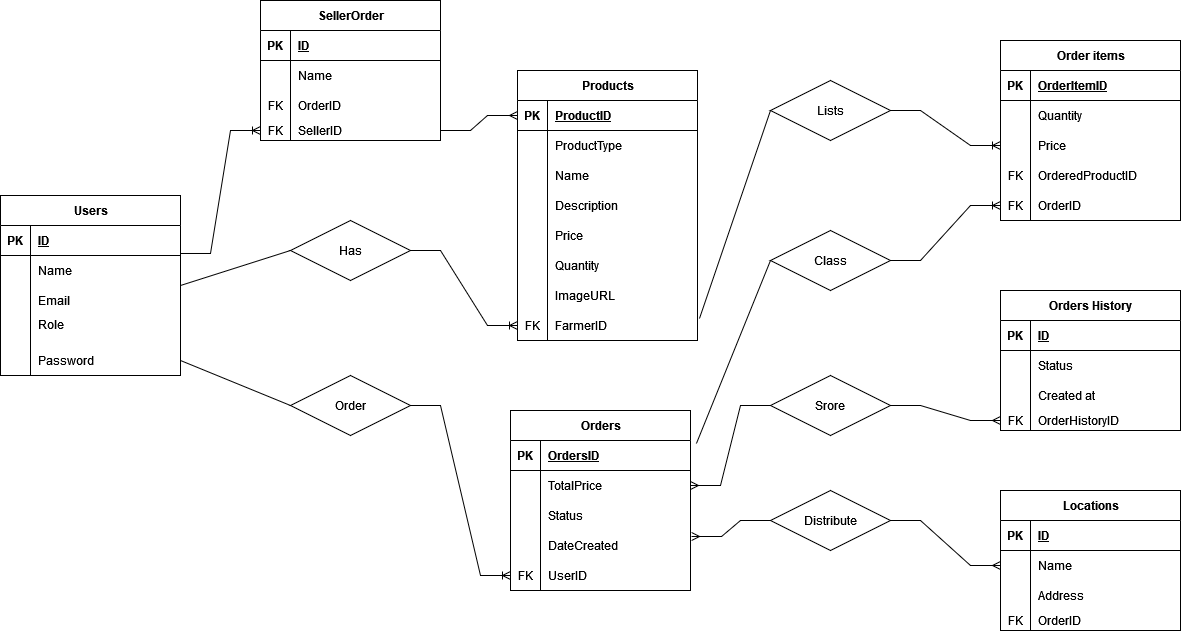 SellerOrder
PK ID
Name
FK OrderID
FK SellerID
Products
PK ProductID
ProductType
Name
Description
Price
Quantity
ImageURL
FK FarmerID
Lists
Order items
PK OrderItemID
Quantity
Price
FK OrderedProductID
FK OrderID
Users
PK ID
Name
Email
Role
Password
Has
Class
Orders History
PK ID
Status
Created at
FK OrderHistoryID
Order
Orders
PK OrdersID
TotalPrice
Status
DateCreated
FK UserID
Srore
Distribute
Locations
PK ID
Name
Address
FK OrderID